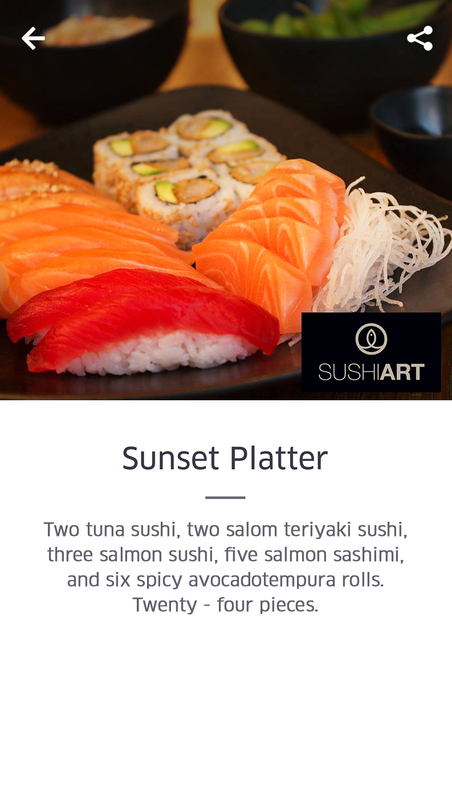 SUSHIART
Sunset Platter
Two tuna sushi, two salom teriyaki sushi,
three salmon sushi, five salmon sashimi,
and six spicy avocadotempura rolls.
Twenty - four pieces.